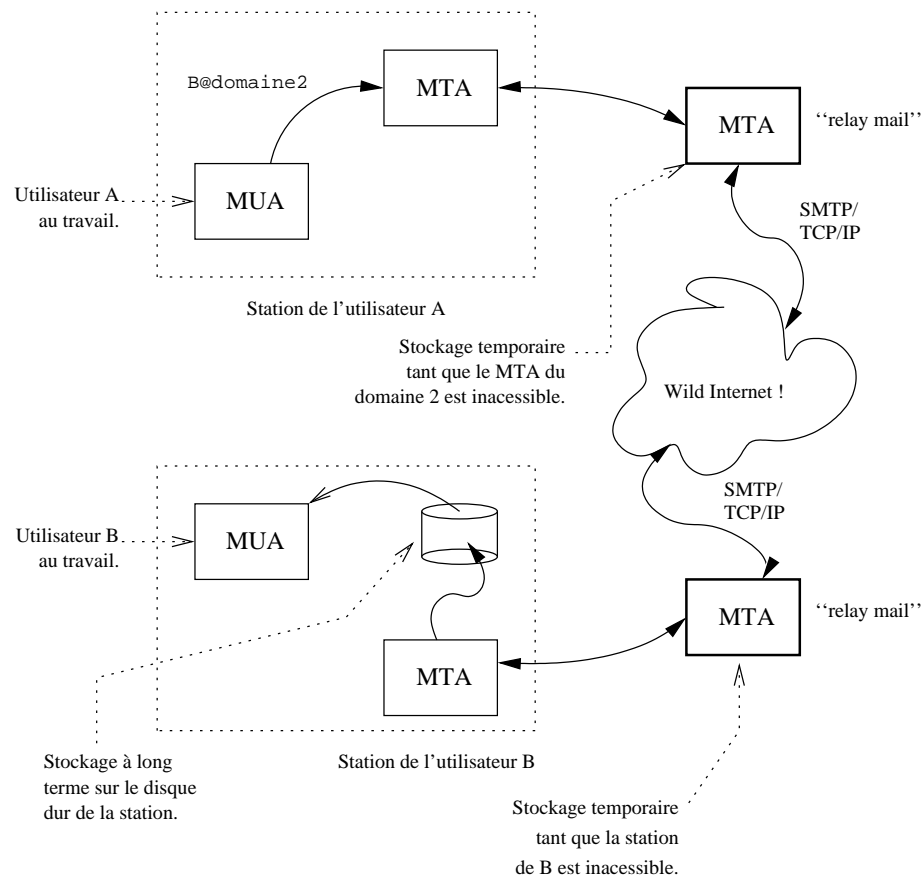 B@domaine2
MTA
MTA
‘‘relay mail’’
Utilisateur A
au travail.
MUA
SMTP/
TCP/IP
Station de l’utilisateur A
Stockage temporaire
tant que le MTA du
domaine 2 est inacessible.
Wild Internet !
SMTP/
TCP/IP
Utilisateur B
au travail.
MUA
MTA
‘‘relay mail’’
MTA
Stockage à long
terme sur le disque
dur de la station.
Station de l’utilisateur B
Stockage temporaire
tant que la station
de B est inacessible.